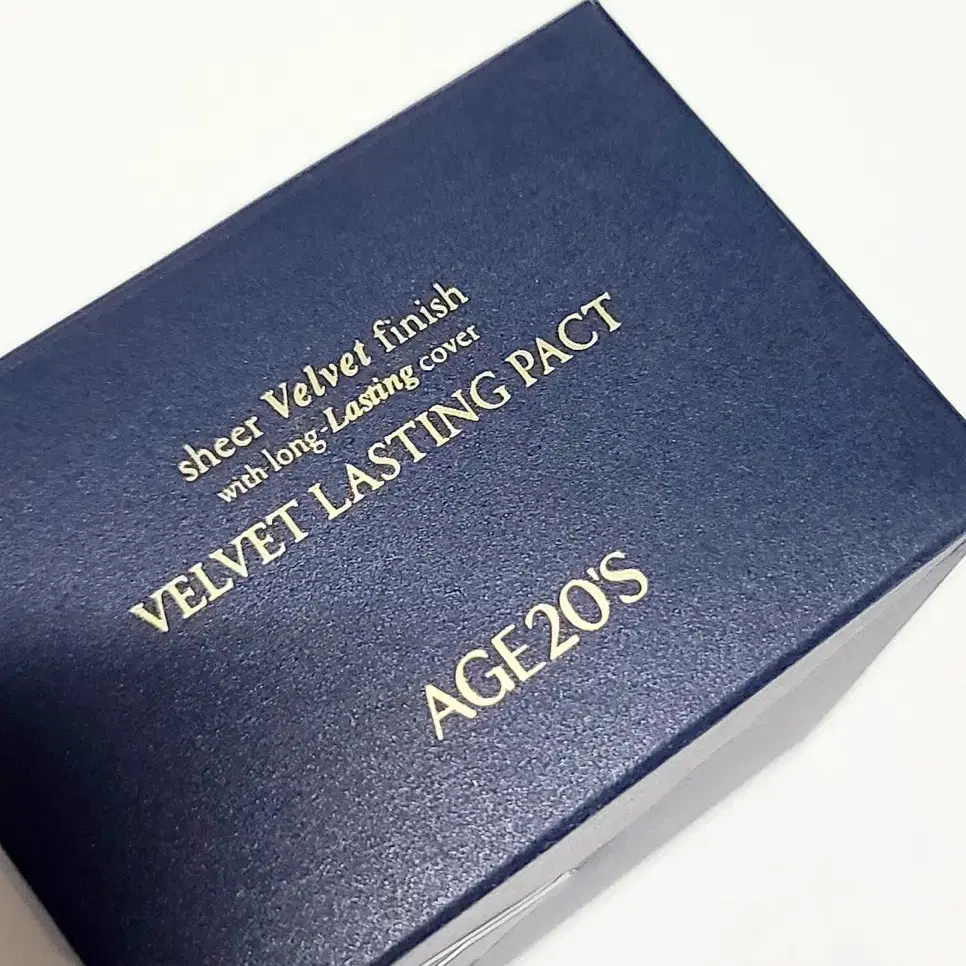 sheer Velvet finish
with long-Lasting cover
VELVET LASTING PACT
AGE20'S